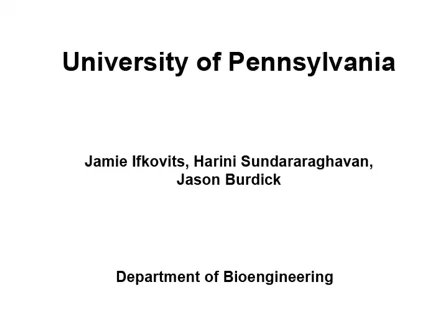 University of Pennsylvania
Jamie Ifkovits, Harini Sundararaghavan,
Jason Burdick
Department of Bioengineering